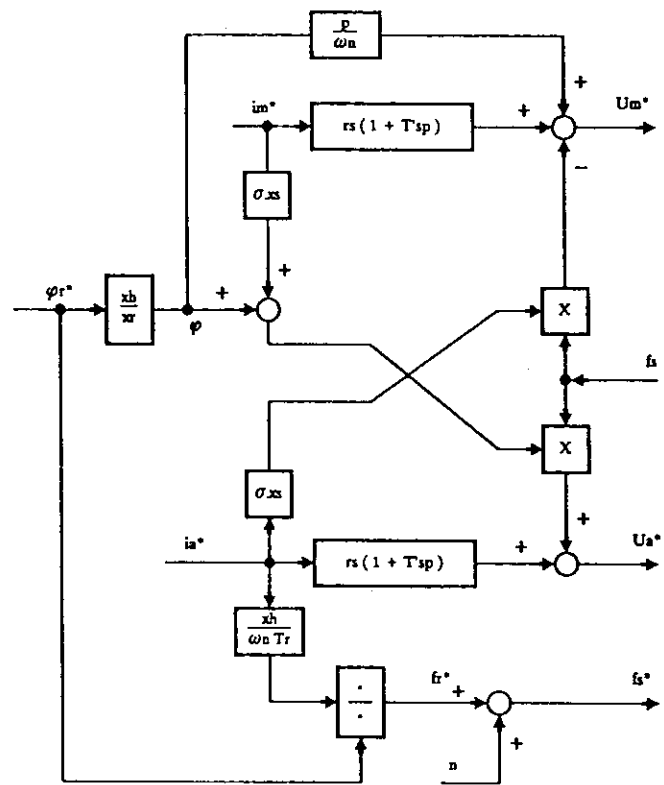 p
ωn
+
im*
Um*
rs ( 1 + T'sp )
+
−
σ.xs
+
φr*
xh
xr
+
φ
X
fs
X
σ.xs
+
ia*
Ua*
rs ( 1 + T'sp )
+
xh
ωn Tr
fr*
+
fs*
+
n